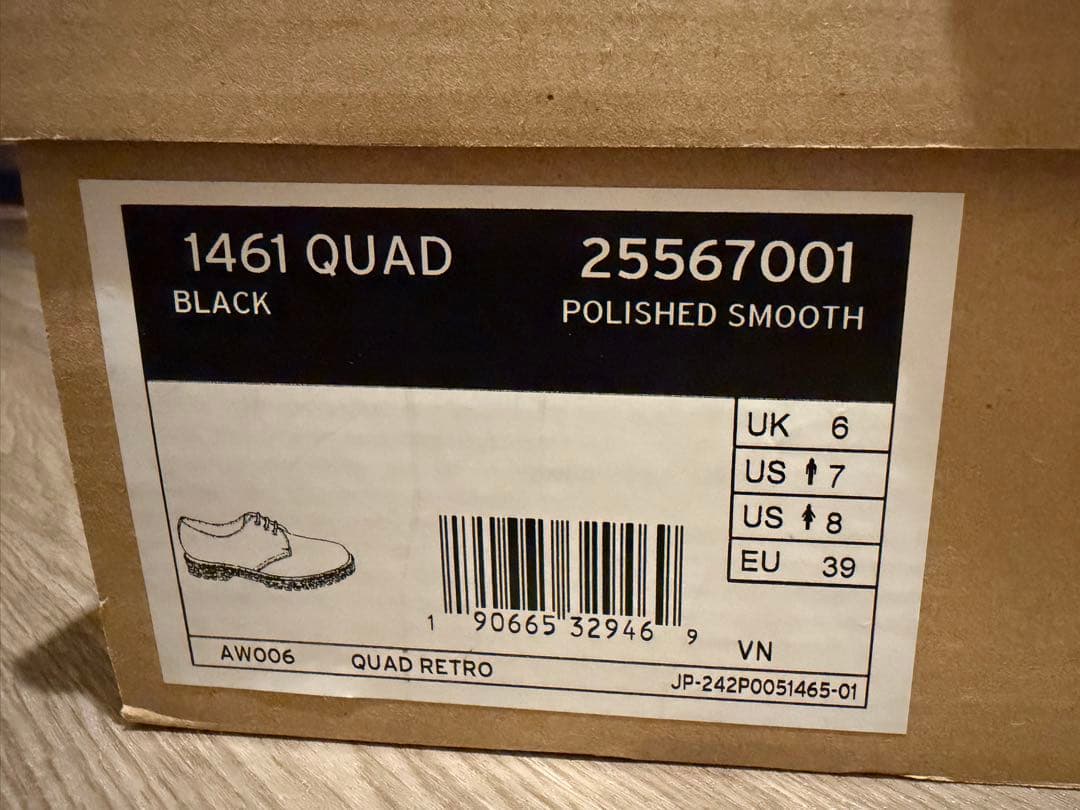 1461 QUAD
25567001
BLACK
POLISHED SMOOTH
UK 6
US 7
US 8
EU 39
1 90665 32946 9
VN
AW006 QUAD RETRO
JP-242P0051465-01